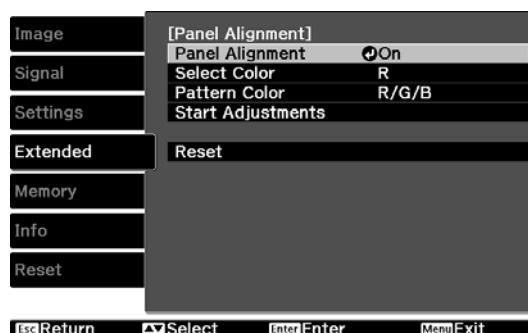 Image
Signal
Settings
Extended
Memory
Info
Reset
[Panel Alignment]
Panel Alignment On
Select Color R
Pattern Color R/G/B
Start Adjustments
Reset
Esc Return Select Enter Enter Menu Exit